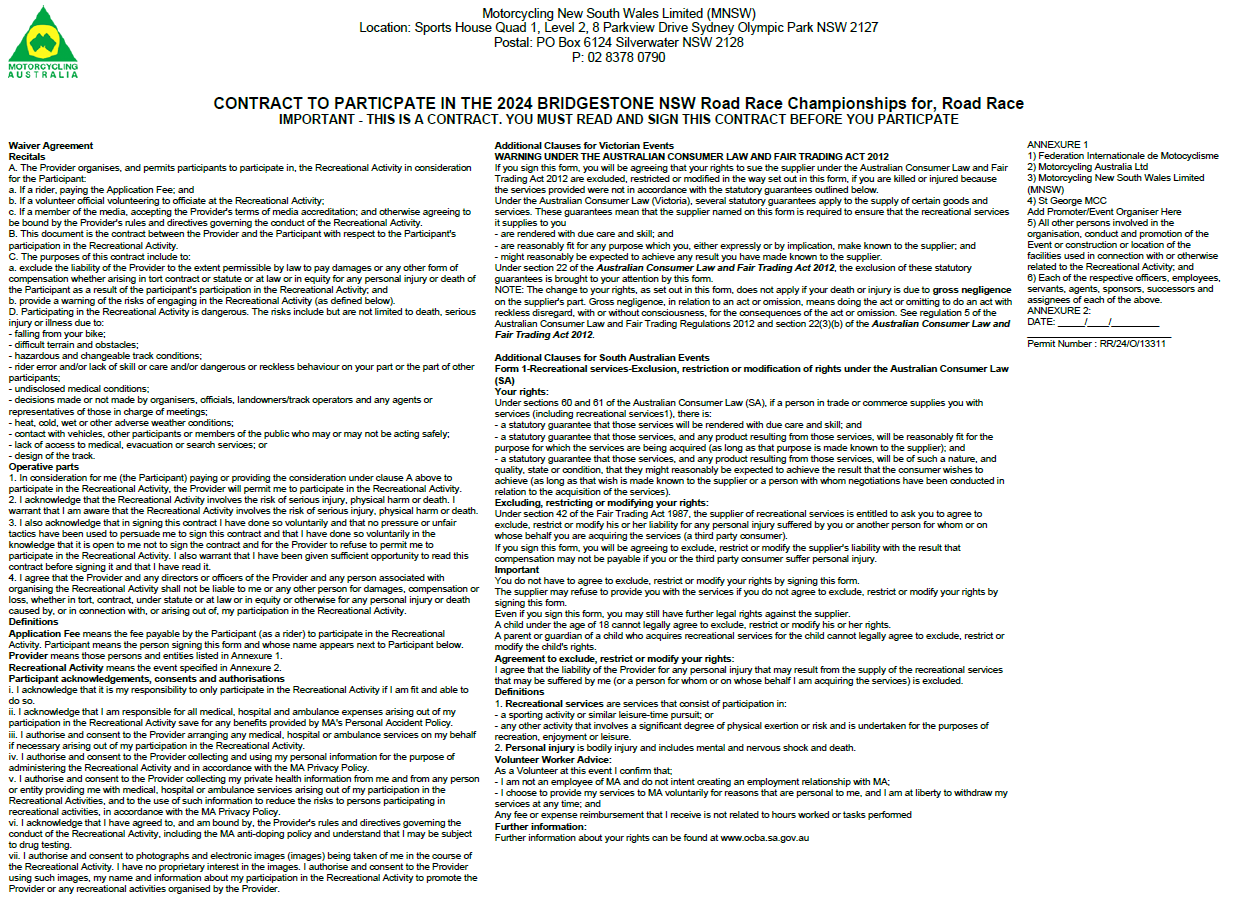 MOTORCYCLING
AUSTRALIA
Motorcycling New South Wales Limited (MNSW)
Location: Sports House Quad 1, Level 2, 8 Parkview Drive Sydney Olympic Park NSW 2127
Postal: PO Box 6124 Silverwater NSW 2128
P: 02 8378 0790
CONTRACT TO PARTICPATE IN THE 2024 BRIDGESTONE NSW Road Race Championships for, Road Race
IMPORTANT - THIS IS A CONTRACT. YOU MUST READ AND SIGN THIS CONTRACT BEFORE YOU PARTICPATE
Waiver Agreement
Recitals
A. The Provider organises, and permits participants to participate in, the Recreational Activity in consideration
for the Participant:
a. If a rider, paying the Application Fee; and
b. If a volunteer official volunteering to officiate at the Recreational Activity;
c. If a member of the media, accepting the Provider's terms of media accreditation; and otherwise agreeing to
be bound by the Provider's rules and directives governing the conduct of the Recreational Activity.
B. This document is the contract between the Provider and the Participant with respect to the Participant's
participation in the Recreational Activity.
C. The purposes of this contract include to:
a. exclude the liability of the Provider to the extent permissible by law to pay damages or any other form of
compensation whether arising in tort contract or statute or at law or in equity for any personal injury or death of
the Participant as a result of the participant's participation in the Recreational Activity; and
b. provide a warning of the risks of engaging in the Recreational Activity (as defined below).
D. Participating in the Recreational Activity is dangerous. The risks include but are not limited to death, serious
injury or illness due to:
- falling from your bike;
- difficult terrain and obstacles;
- hazardous and changeable track conditions;
- rider error and/or lack of skill or care and/or dangerous or reckless behaviour on your part or the part of other
participants;
- undisclosed medical conditions;
- decisions made or not made by organisers, officials, landowners/track operators and any agents or
representatives of those in charge of meetings;
- heat, cold, wet or other adverse weather conditions;
- contact with vehicles, other participants or members of the public who may or may not be acting safely;
- lack of access to medical, evacuation or search services; or
- design of the track.
Operative parts
1. In consideration for me (the Participant) paying or providing the consideration under clause A above to
participate in the Recreational Activity, the Provider will permit me to participate in the Recreational Activity.
2. I acknowledge that the Recreational Activity involves the risk of serious injury, physical harm or death. I
warrant that I am aware that the Recreational Activity involves the risk of serious injury, physical harm or death.
3. I also acknowledge that in signing this contract I have done so voluntarily and that no pressure or unfair
tactics have been used to persuade me to sign this contract and that I have done so voluntarily in the
knowledge that it is open to me not to sign the contract and for the Provider to refuse to permit me to
participate in the Recreational Activity. I also warrant that I have been given sufficient opportunity to read this
contract before signing it and that I have read it.
4. I agree that the Provider and any directors or officers of the Provider and any person associated with
organising the Recreational Activity shall not be liable to me or any other person for damages, compensation or
loss, whether in tort, contract, under statute or at law or in equity or otherwise for any personal injury or death
caused by, or in connection with, or arising out of, my participation in the Recreational Activity.
Definitions
Application Fee means the fee payable by the Participant (as a rider) to participate in the Recreational
Activity. Participant means the person signing this form and whose name appears next to Participant below.
Provider means those persons and entities listed in Annexure 1.
Recreational Activity means the event specified in Annexure 2.
Participant acknowledgements, consents and authorisations
i. I acknowledge that it is my responsibility to only participate in the Recreational Activity if I am fit and able to
do so.
ii. I acknowledge that I am responsible for all medical, hospital and ambulance expenses arising out of my
participation in the Recreational Activity save for any benefits provided by MA's Personal Accident Policy.
iii. I authorise and consent to the Provider arranging any medical, hospital or ambulance services on my behalf
if necessary arising out of my participation in the Recreational Activity.
iv. I authorise and consent to the Provider collecting and using my personal information for the purpose of
administering the Recreational Activity and in accordance with the MA Privacy Policy.
v. I authorise and consent to the Provider collecting my private health information from me and from any person
or entity providing me with medical, hospital or ambulance services arising out of my participation in the
Recreational Activities, and to the use of such information to reduce the risks to persons participating in
recreational activities, in accordance with the MA Privacy Policy.
vi. I acknowledge that I have agreed to, and am bound by, the Provider's rules and directives governing the
conduct of the Recreational Activity, including the MA anti-doping policy and understand that I may be subject
to drug testing.
vii. I authorise and consent to photographs and electronic images (images) being taken of me in the course of
the Recreational Activity. I have no proprietary interest in the images. I authorise and consent to the Provider
using such images, my name and information about my participation in the Recreational Activity to promote the
Provider or any recreational activities organised by the Provider.
Additional Clauses for Victorian Events
WARNING UNDER THE AUSTRALIAN CONSUMER LAW AND FAIR TRADING ACT 2012
If you sign this form, you will be agreeing that your rights to sue the supplier under the Australian Consumer Law and Fair
Trading Act 2012 are excluded, restricted or modified in the way set out in this form, if you are killed or injured because
the services provided were not in accordance with the statutory guarantees outlined below.
Under the Australian Consumer Law (Victoria), several statutory guarantees apply to the supply of certain goods and
services. These guarantees mean that the supplier named on this form is required to ensure that the recreational services
it supplies to you
- are rendered with due care and skill; and
- are reasonably fit for any purpose which you, either expressly or by implication, make known to the supplier; and
- might reasonably be expected to achieve any result you have made known to the supplier.
Under section 22 of the Australian Consumer Law and Fair Trading Act 2012, the exclusion of these statutory
guarantees is brought to your attention by this form.
NOTE: The change to your rights, as set out in this form, does not apply if your death or injury is due to gross negligence
on the supplier's part. Gross negligence, in relation to an act or omission, means doing the act or omitting to do an act with
reckless disregard, with or without consciousness, for the consequences of the act or omission. See regulation 5 of the
Australian Consumer Law and Fair Trading Regulations 2012 and section 22(3)(b) of the Australian Consumer Law and
Fair Trading Act 2012.
Additional Clauses for South Australian Events
Form 1-Recreational services-Exclusion, restriction or modification of rights under the Australian Consumer Law
(SA)
Your rights:
Under sections 60 and 61 of the Australian Consumer Law (SA), if a person in trade or commerce supplies you with
services (including recreational services1), there is:
- a statutory guarantee that those services will be rendered with due care and skill; and
- a statutory guarantee that those services, and any product resulting from those services, will be reasonably fit for the
purpose for which the services are being acquired (as long as that purpose is made known to the supplier); and
- a statutory guarantee that those services, and any product resulting from those services, will be of such a nature, and
quality, state or condition, that they might reasonably be expected to achieve the result that the consumer wishes to
achieve (as long as that wish is made known to the supplier or a person with whom negotiations have been conducted in
relation to the acquisition of the services).
Excluding, restricting or modifying your rights:
Under section 42 of the Fair Trading Act 1987, the supplier of recreational services is entitled to ask you to agree to
exclude, restrict or modify his or her liability for any personal injury suffered by you or another person for whom or on
whose behalf you are acquiring the services (a third party consumer).
If you sign this form, you will be agreeing to exclude, restrict or modify the supplier's liability with the result that
compensation may not be payable if you or the third party consumer suffer personal injury.
Important
You do not have to agree to exclude, restrict or modify your rights by signing this form.
The supplier may refuse to provide you with the services if you do not agree to exclude, restrict or modify your rights by
signing this form.
Even if you sign this form, you may still have further legal rights against the supplier.
A child under the age of 18 cannot legally agree to exclude, restrict or modify his or her rights.
A parent or guardian of a child who acquires recreational services for the child cannot legally agree to exclude, restrict or
modify the child's rights.
Agreement to exclude, restrict or modify your rights:
I agree that the liability of the Provider for any personal injury that may result from the supply of the recreational services
that may be suffered by me (or a person for whom or on whose behalf I am acquiring the services) is excluded.
Definitions
1. Recreational services are services that consist of participation in:
- a sporting activity or similar leisure-time pursuit; or
- any other activity that involves a significant degree of physical exertion or risk and is undertaken for the purposes of
recreation, enjoyment or leisure.
2. Personal injury is bodily injury and includes mental and nervous shock and death.
Volunteer Worker Advice:
As a Volunteer at this event I confirm that;
- I am not an employee of MA and do not intent creating an employment relationship with MA;
- I choose to provide my services to MA voluntarily for reasons that are personal to me, and I am at liberty to withdraw my
services at any time; and
Any fee or expense reimbursement that I receive is not related to hours worked or tasks performed
Further information:
Further information about your rights can be found at www.ocba.sa.gov.au
ANNEXURE 1
1) Federation Internationale de Motocyclisme
2) Motorcycling Australia Ltd
3) Motorcycling New South Wales Limited
(MNSW)
4) St George MCC
Add Promoter/Event Organiser Here
5) All other persons involved in the
organisation, conduct and promotion of the
Event or construction or location of the
facilities used in connection with or otherwise
related to the Recreational Activity; and
6) Each of the respective officers, employees,
servants, agents, sponsors, successors and
assignees of each of the above.
ANNEXURE 2:
DATE: _____/____/_________
Permit Number : RR/24/O/13311